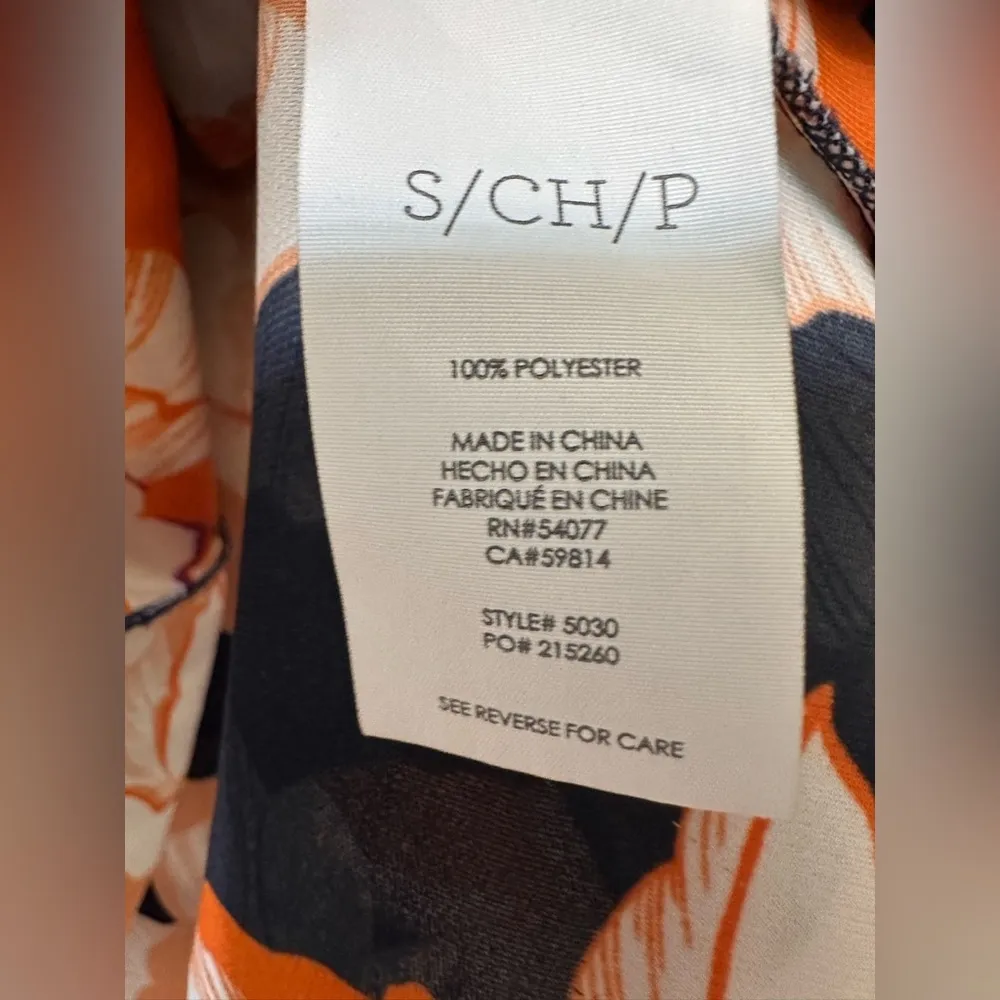 S/CH/P
100% POLYESTER
MADE IN CHINA
HECHO EN CHINA
FABRIQUÉ EN CHINE
RN#54077
CA#59814
STYLE# 5030
PO# 215260
SEE REVERSE FOR CARE